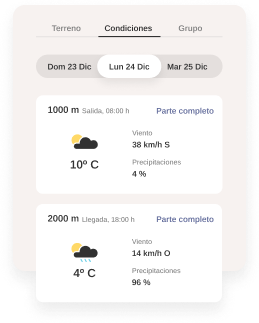 Terreno Condiciones Grupo
Dom 23 Dic Lun 24 Dic Mar 25 Dic
1000 m Salida, 08:00 h Parte completo
Viento
38 km/h S
10º C
Precipitaciones
4 %
2000 m Llegada, 18:00 h Parte completo
Viento
14 km/h O
4º C
Precipitaciones
96 %